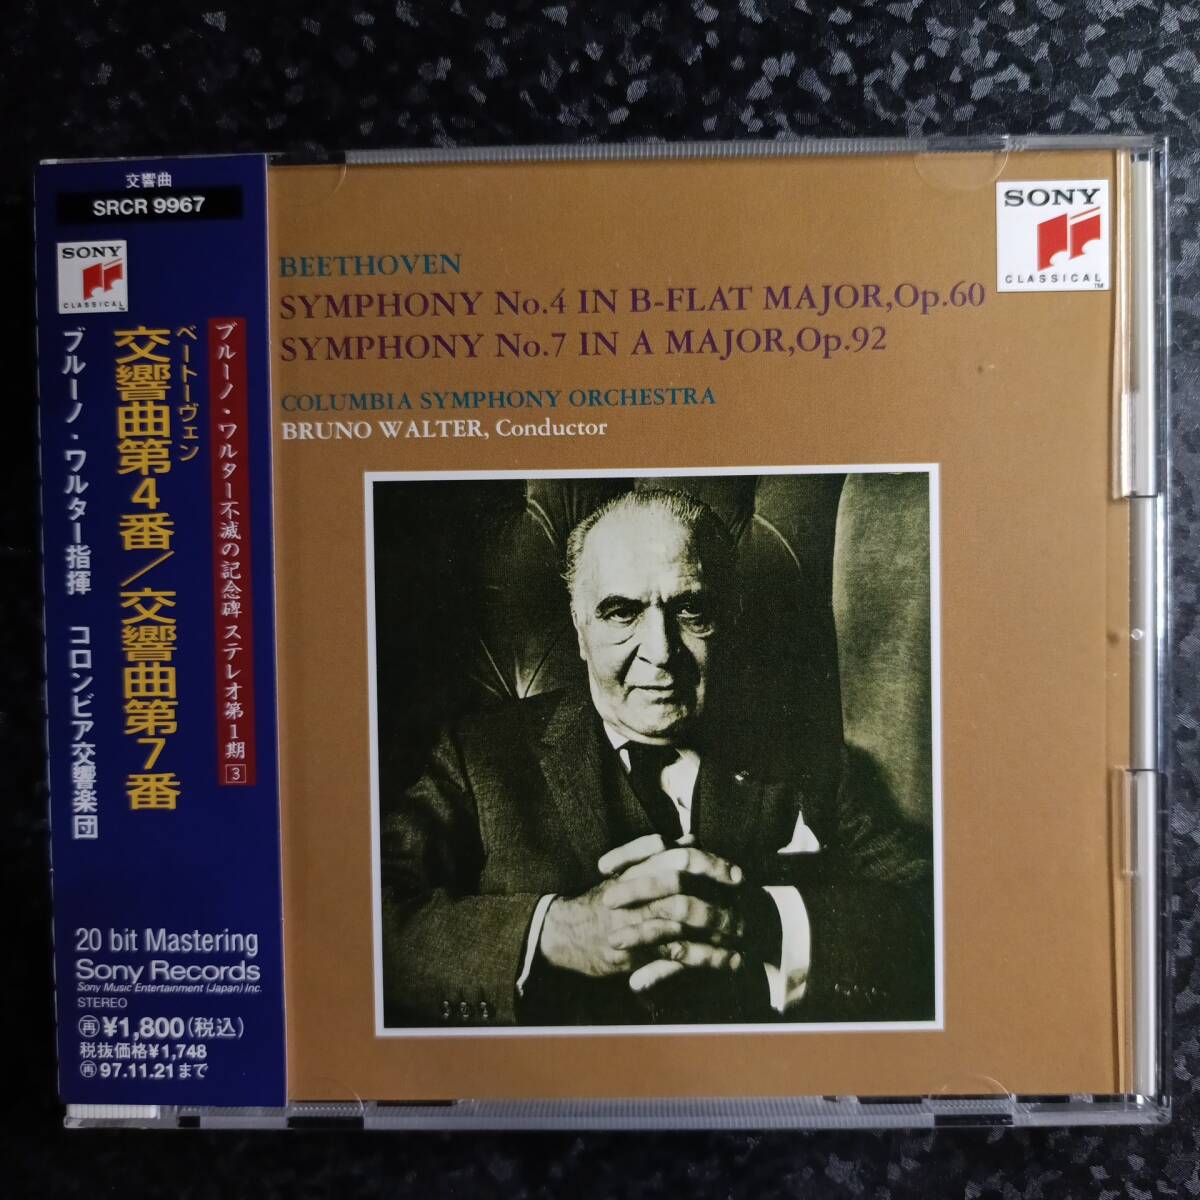 交響曲
SRCR 9967
SONY
CLASSICAL
ブルーノ・ワルター不滅の記念碑 ステレオ第1期 3
ベートーヴェン
交響曲第4番/交響曲第7番
ブルーノ・ワルター指揮 コロンビア交響楽団
20 bit Mastering
Sony Records
Sony Music Entertainment (Japan) Inc.
STEREO
再 ¥1,800(税込)
税抜価格¥1,748
再 97.11.21まで
BEETHOVEN
SYMPHONY No.4 IN B-FLAT MAJOR,Op.60
SYMPHONY No.7 IN A MAJOR,Op.92
COLUMBIA SYMPHONY ORCHESTRA
BRUNO WALTER, Conductor
SONY
CLASSICAL
TM